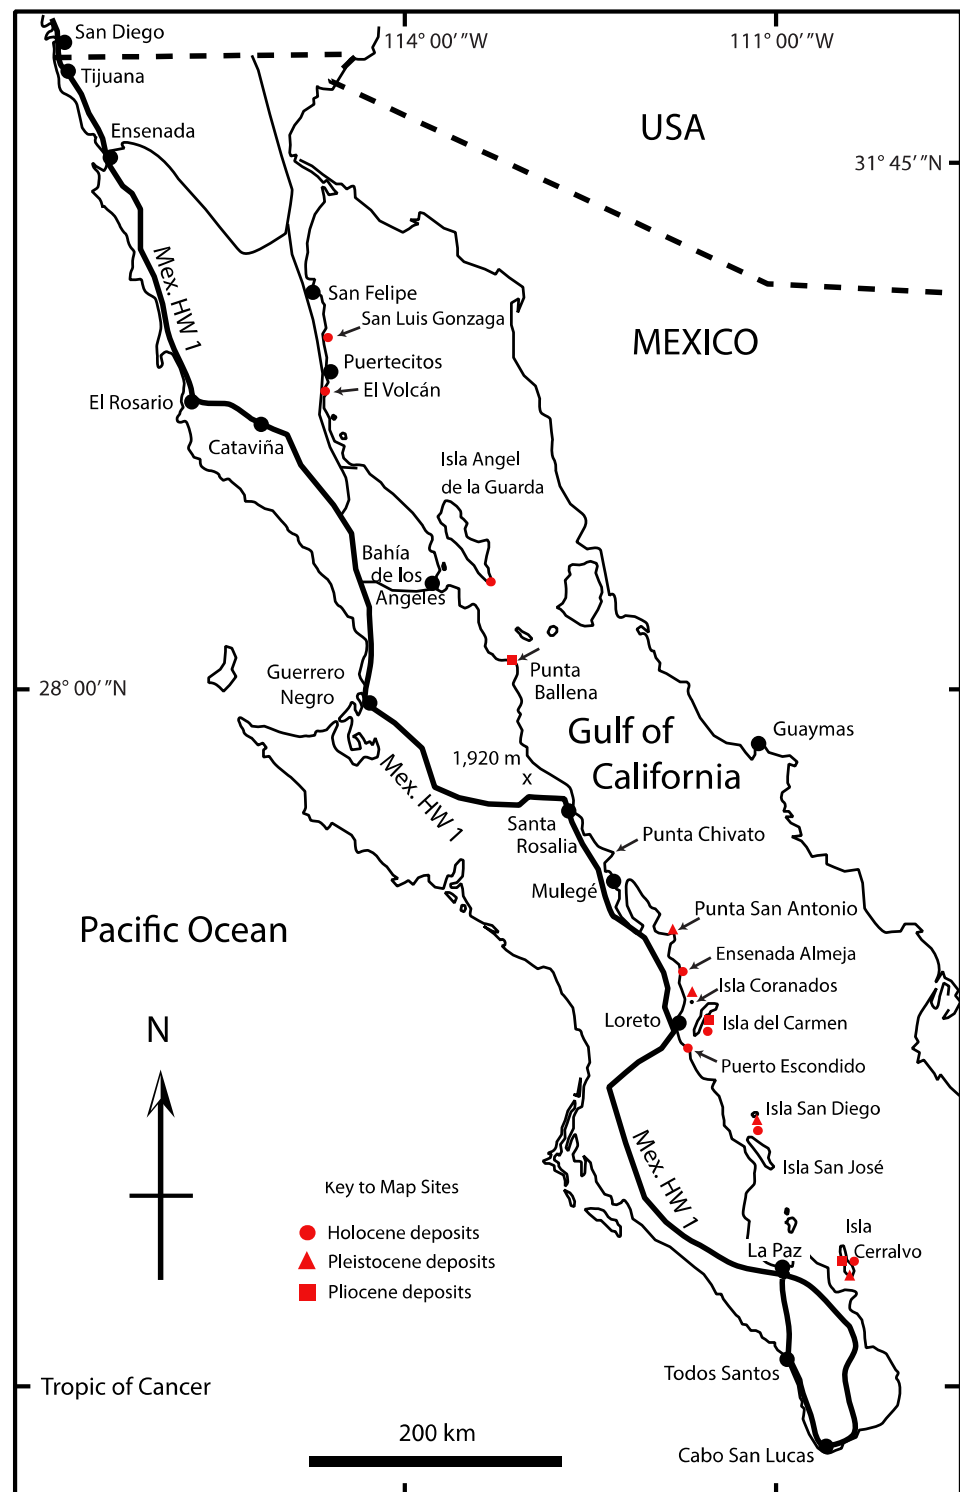 San Diego
114° 00′ ″W
111° 00′ ″W
Tijuana
USA
Ensenada
31° 45′ ″N
Mex. HW 1
San Felipe
San Luis Gonzaga
MEXICO
Puertecitos
El Volcán
El Rosario
Cataviña
Isla Angel
de la Guarda
Bahía
de los
Angeles
Guerrero
Negro
28° 00′ ″N
Punta
Ballena
Gulf of
California
Guaymas
1,920 m
x
Mex. HW 1
Santa
Rosalia
Punta Chivato
Mulegé
Punta San Antonio
Pacific Ocean
Ensenada Almeja
Isla Coranados
N
Loreto
Isla del Carmen
Puerto Escondido
Isla San Diego
Mex. HW 1
Isla San José
Key to Map Sites
Holocene deposits
Pleistocene deposits
Pliocene deposits
La Paz
Isla
Cerralvo
Todos Santos
Tropic of Cancer
200 km
Cabo San Lucas